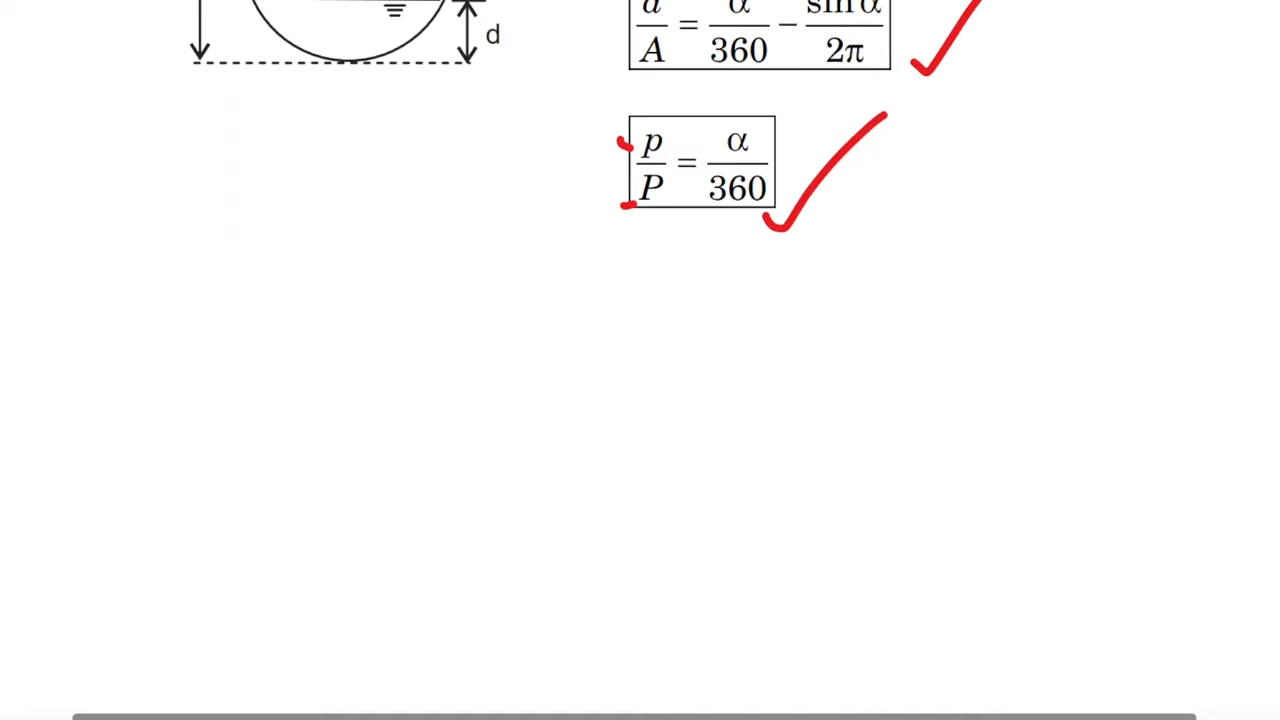 d
a/A = α/360 − sin α/2π
p/P = α/360